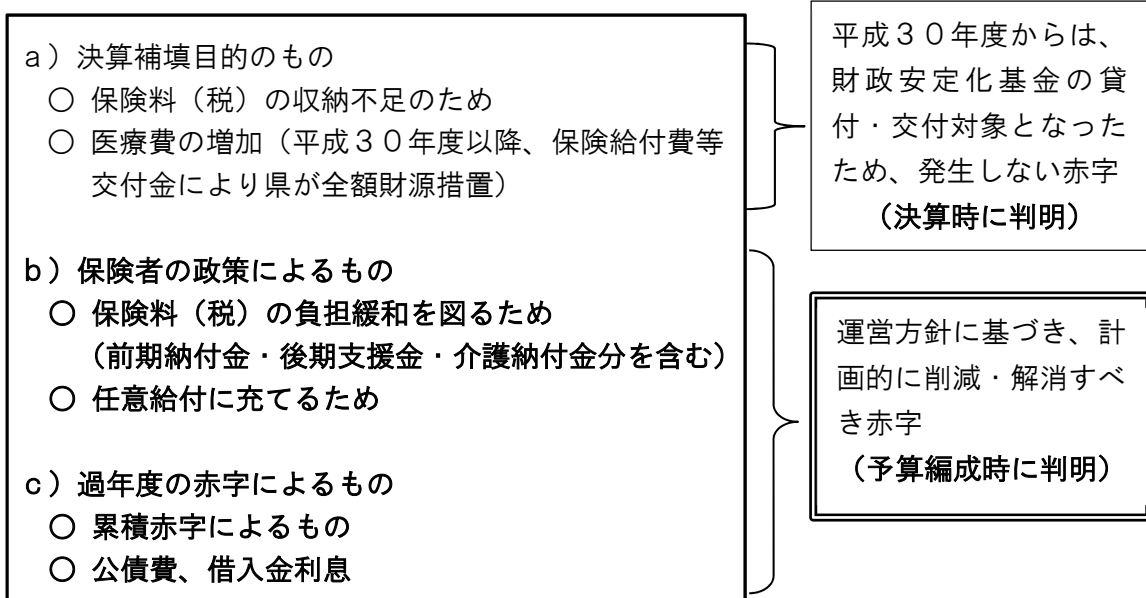 a）決算補填目的のもの
○ 保険料（税）の収納不足のため
○ 医療費の増加（平成３０年度以降、保険給付費等
交付金により県が全額財源措置）
b）保険者の政策によるもの
○ 保険料（税）の負担緩和を図るため
（前期納付金・後期支援金・介護納付金分を含む）
○ 任意給付に充てるため
c）過年度の赤字によるもの
○ 累積赤字によるもの
○ 公債費、借入金利息
平成３０年度からは、
財政安定化基金の貸
付・交付対象となった
ため、発生しない赤字
（決算時に判明）
運営方針に基づき、計
画的に削減・解消すべ
き赤字
（予算編成時に判明）